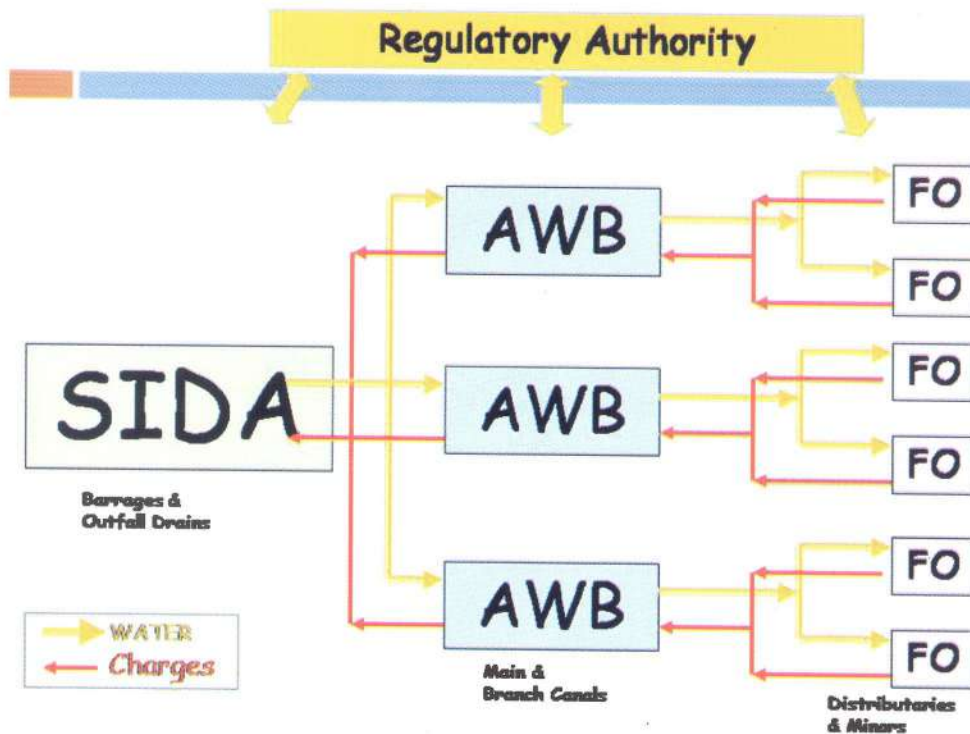 Regulatory Authority
SIDA
Barrages &
Outfall Drains
AWB
AWB
AWB
Main &
Branch Canals
FO
FO
FO
FO
FO
FO
Distributaries
& Minors
WATER
Charges